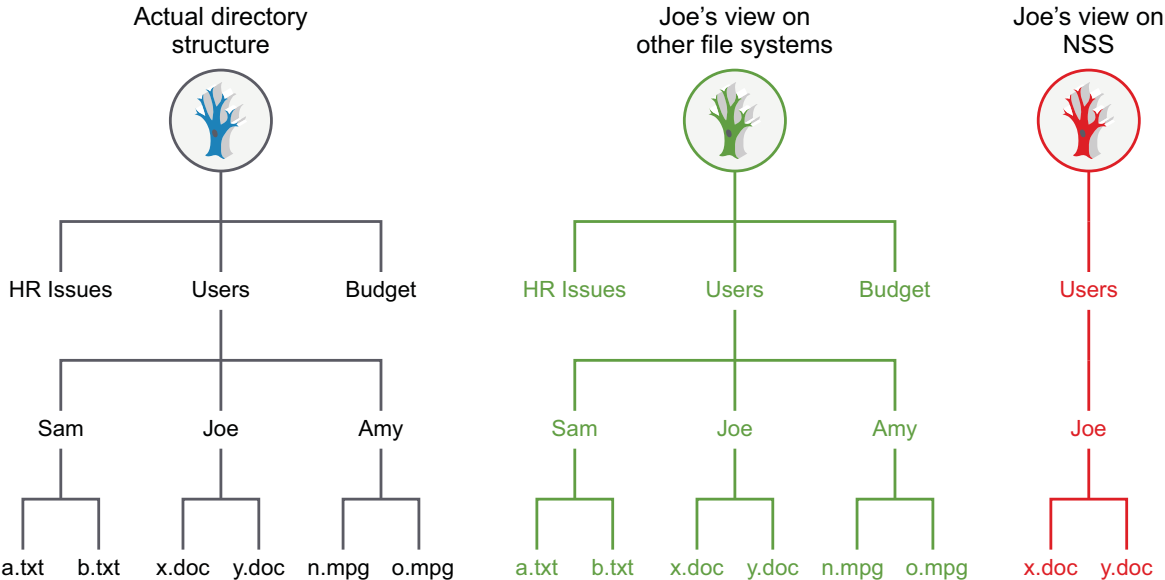 Actual directory
structure
Joe’s view on
other file systems
Joe’s view on
NSS
HR Issues
Users
Budget
HR Issues
Users
Budget
Users
Sam
Joe
Amy
Sam
Joe
Amy
Joe
a.txt
b.txt
x.doc
y.doc
n.mpg
o.mpg
a.txt
b.txt
x.doc
y.doc
n.mpg
o.mpg
x.doc
y.doc